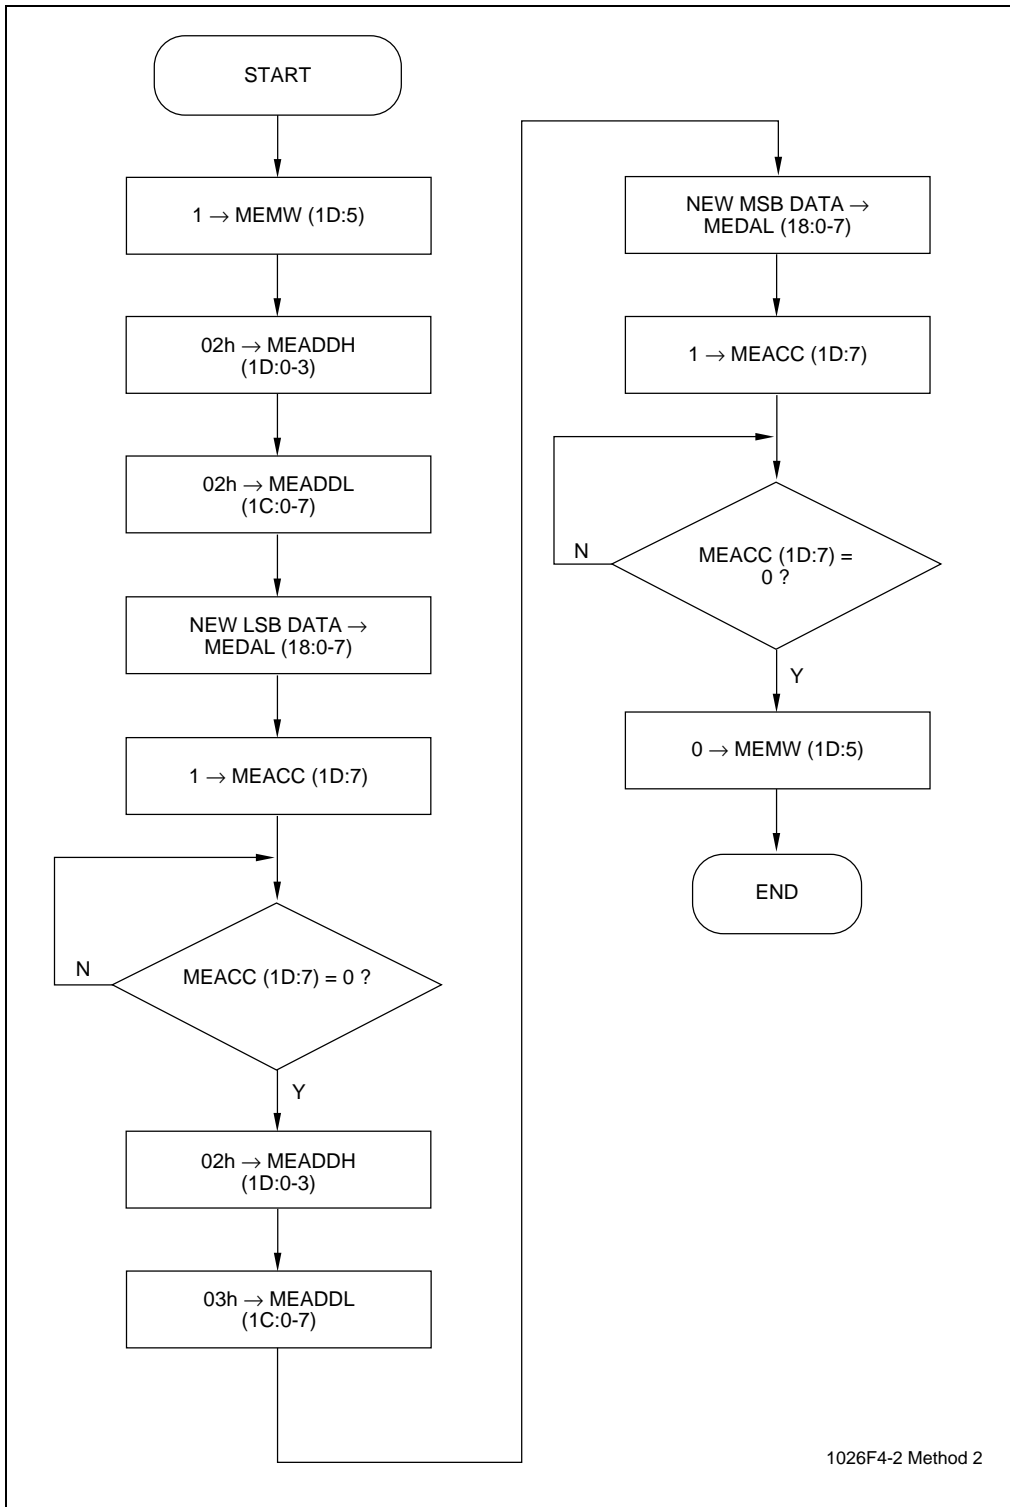 START
1 → MEMW (1D:5)
02h → MEADDH
(1D:0-3)
02h → MEADDL
(1C:0-7)
NEW LSB DATA →
MEDAL (18:0-7)
1 → MEACC (1D:7)
MEACC (1D:7) = 0 ?
N
Y
02h → MEADDH
(1D:0-3)
03h → MEADDL
(1C:0-7)
NEW MSB DATA →
MEDAL (18:0-7)
1 → MEACC (1D:7)
MEACC (1D:7) =
0 ?
N
Y
0 → MEMW (1D:5)
END
1026F4-2 Method 2